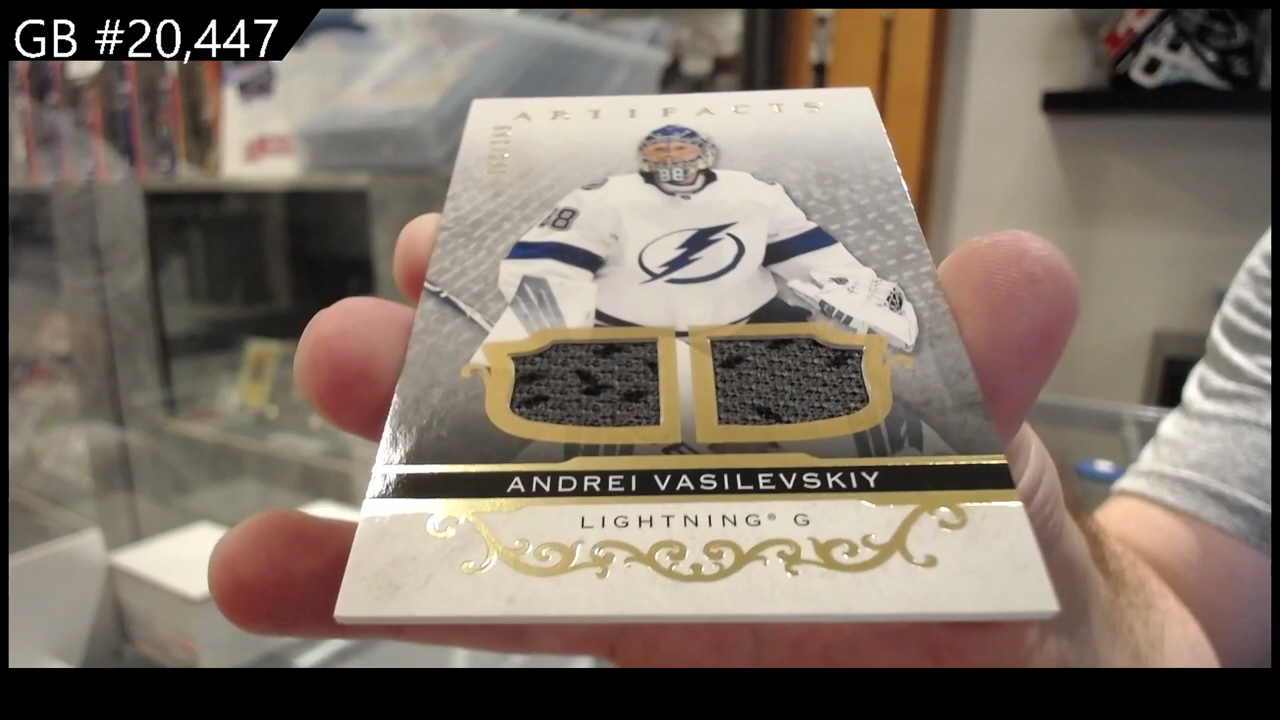 GB #20,447
ARTIFACTS
88
ANDREI VASILEVSKIY
LIGHTNING® G